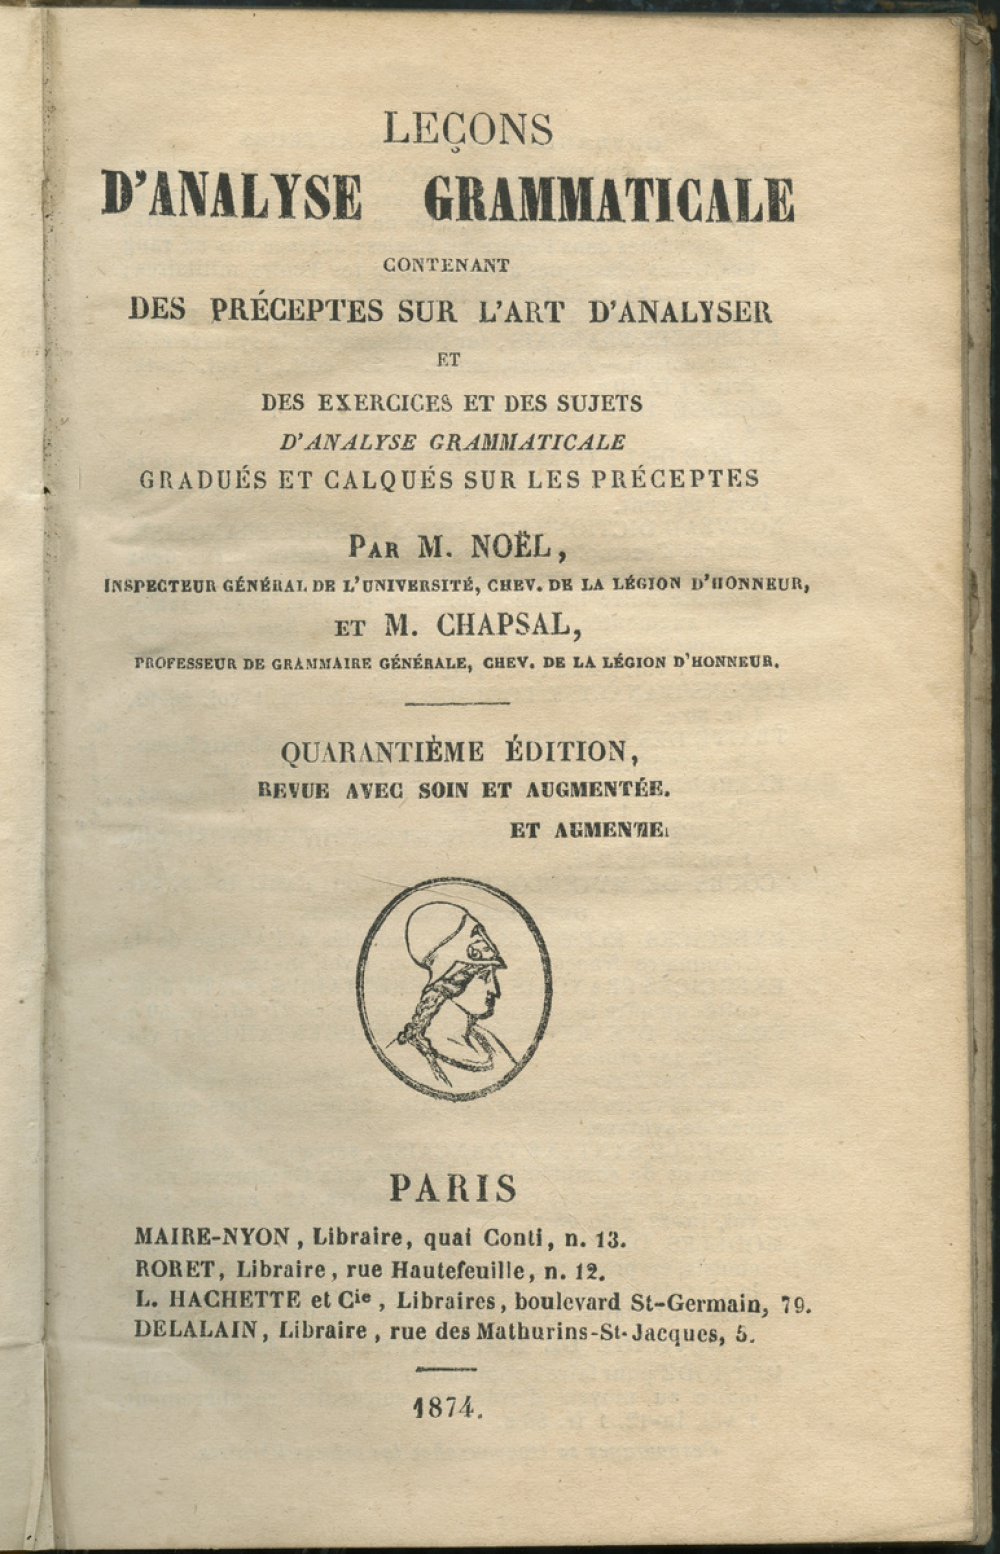 LEÇONS
D'ANALYSE GRAMMATICALE
CONTENANT
DES PRÉCEPTES SUR L'ART D'ANALYSER
ET
DES EXERCICES ET DES SUJETS
D'ANALYSE GRAMMATICALE
GRADUÉS ET CALQUÉS SUR LES PRÉCEPTES
PAR M. NOËL,
INSPECTEUR GÉNÉRAL DE L'UNIVERSITÉ, CHEV. DE LA LÉGION D'HONNEUR,
ET M. CHAPSAL,
PROFESSEUR DE GRAMMAIRE GÉNÉRALE, CHEV. DE LA LÉGION D'HONNEUR.
QUARANTIÈME ÉDITION,
REVUE AVEC SOIN ET AUGMENTÉE.
ET
PARIS
MAIRE-NYON, Libraire, quai Conti, n. 13.
RORET, Libraire, rue Hautefeuille, n. 12.
L. HACHETTE et Cie, Libraires, boulevard St-Germain, 79.
DELALAIN, Libraire, rue des Mathurins-St-Jacques, 5.
1874.